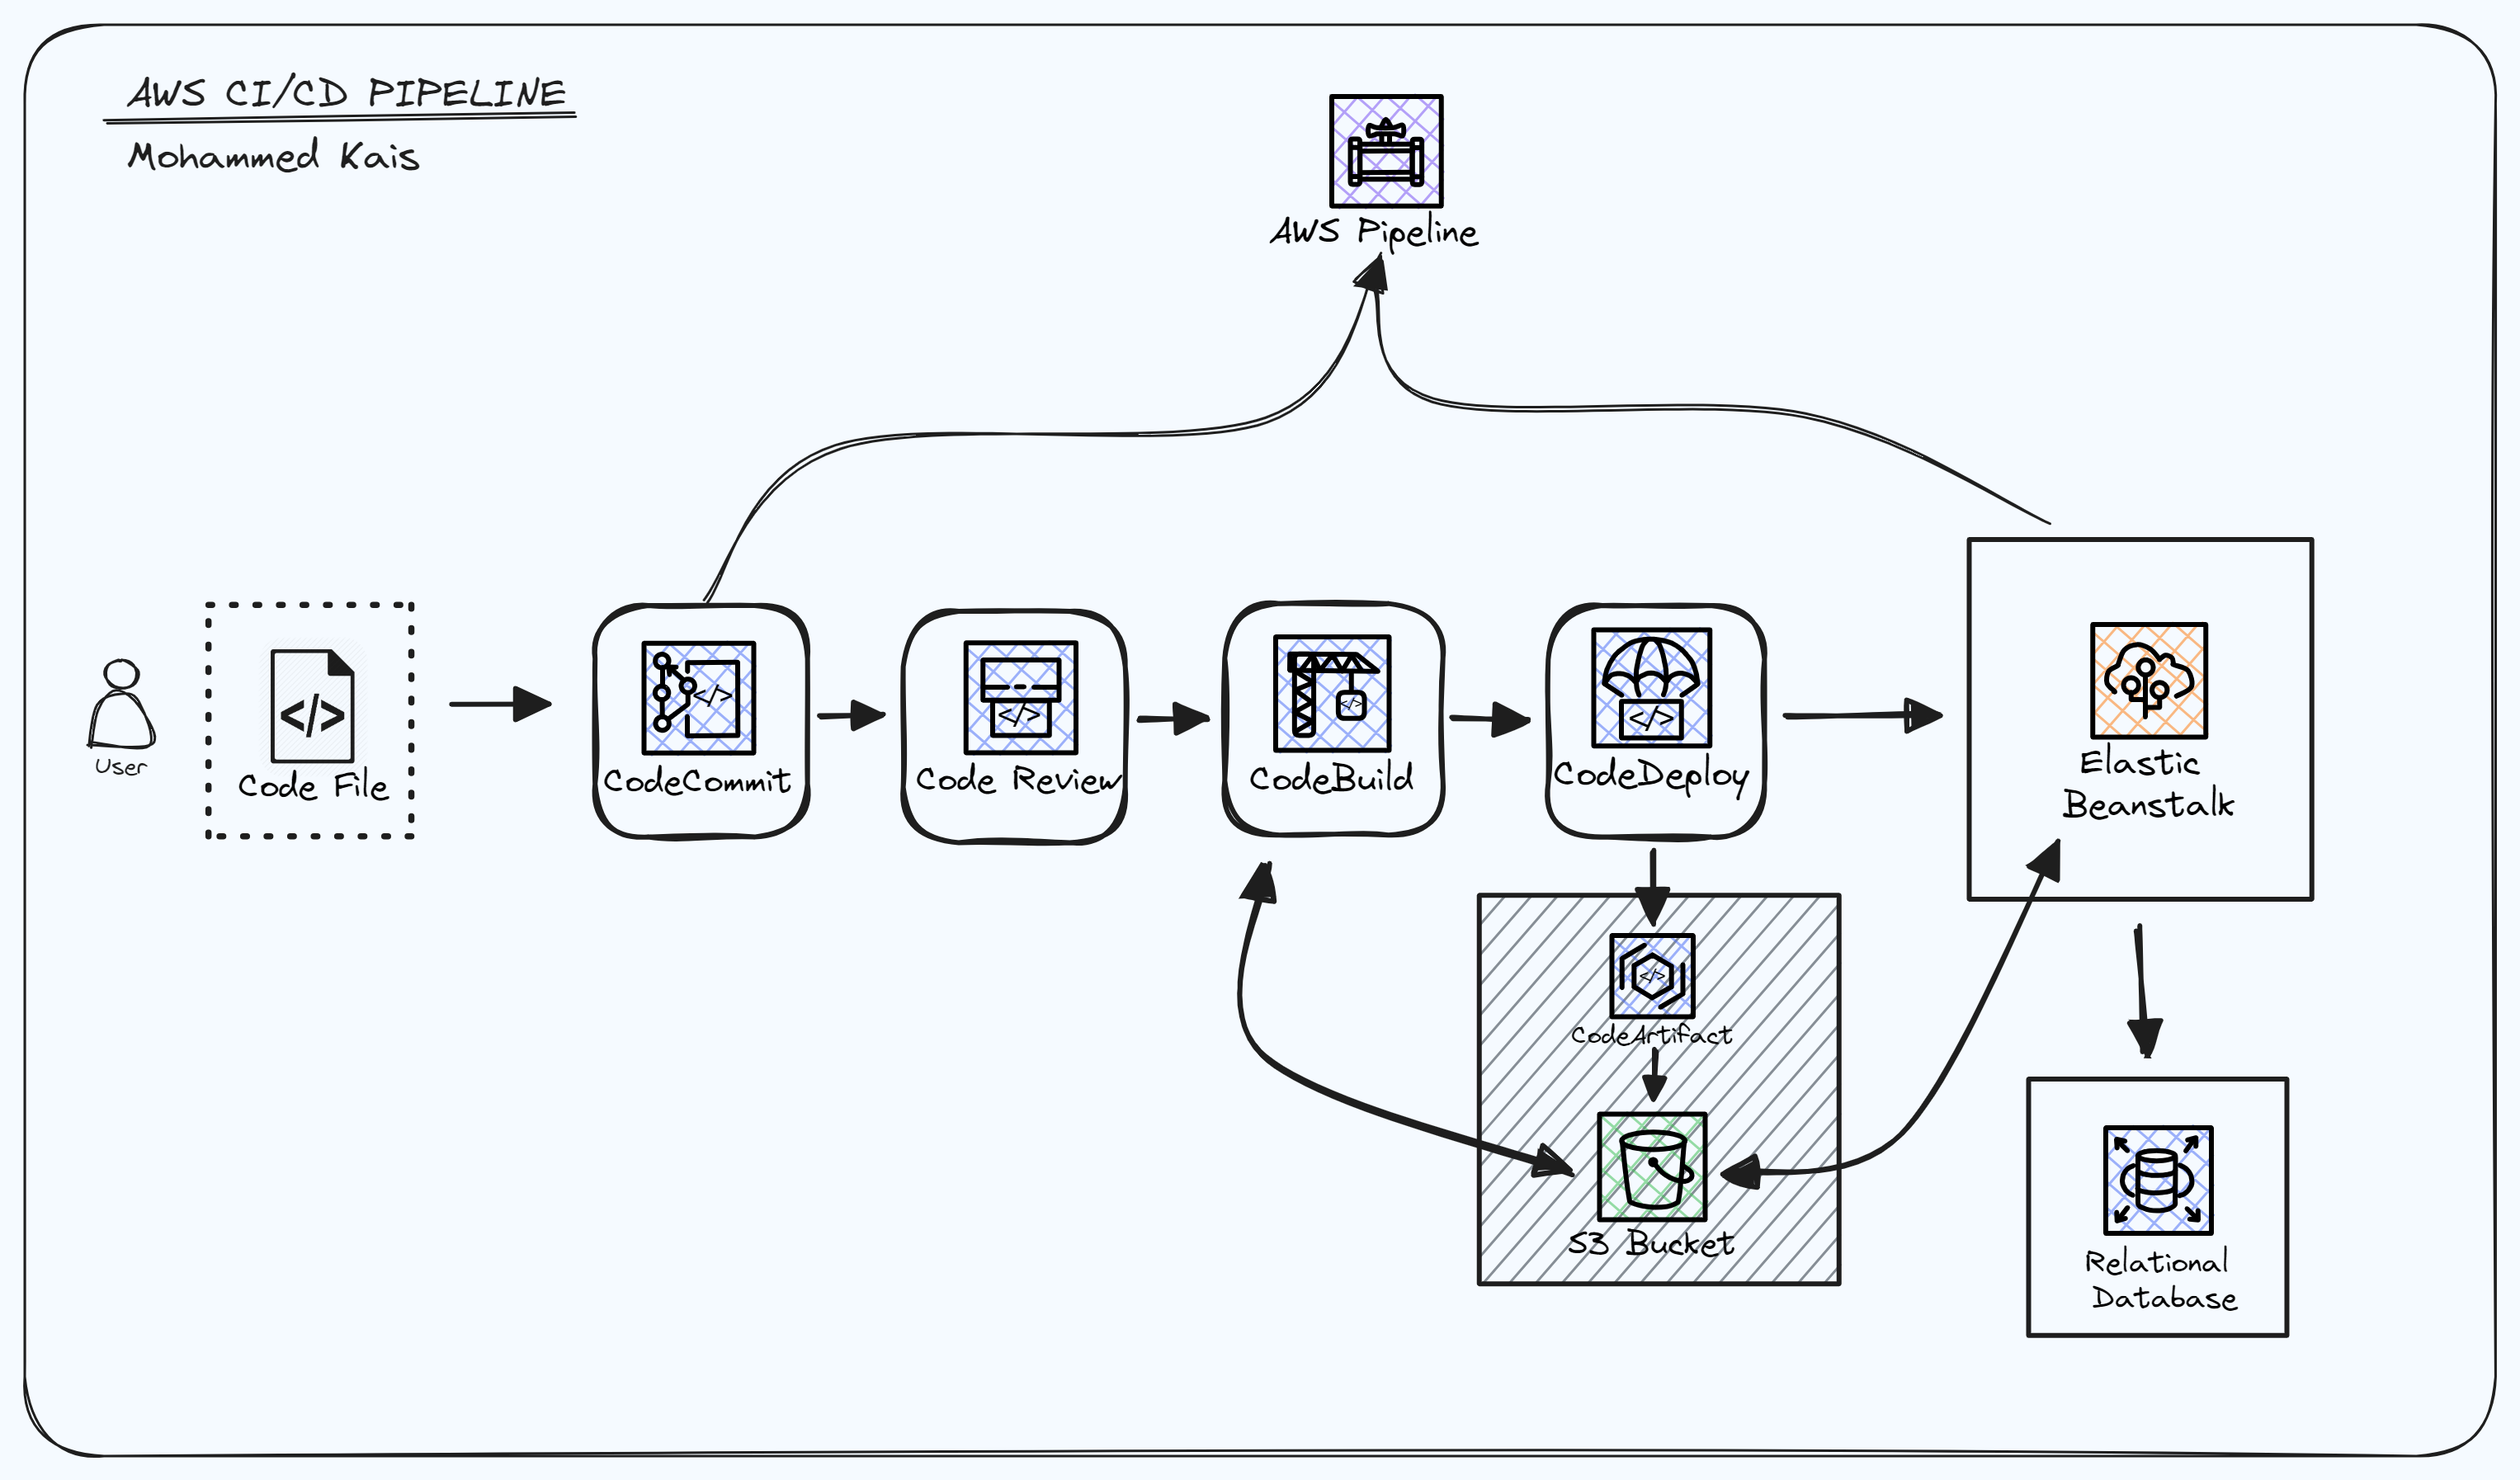 AWS CI/CD PIPELINE
Mohammed Kais
AWS Pipeline
User
</>
Code File
</>
CodeCommit
</>
Code Review
</>
CodeBuild
</>
CodeDeploy
Elastic
Beanstalk
</>
CodeArtifact
S3 Bucket
Relational
Database